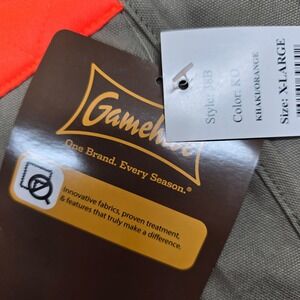 Gamehide
One Brand. Every Season.®
Innovative fabrics, proven treatment,
& features that truly make a difference.
Style: 3SB
Color: KO
KHAKI/ORANGE
Size: X-LARGE